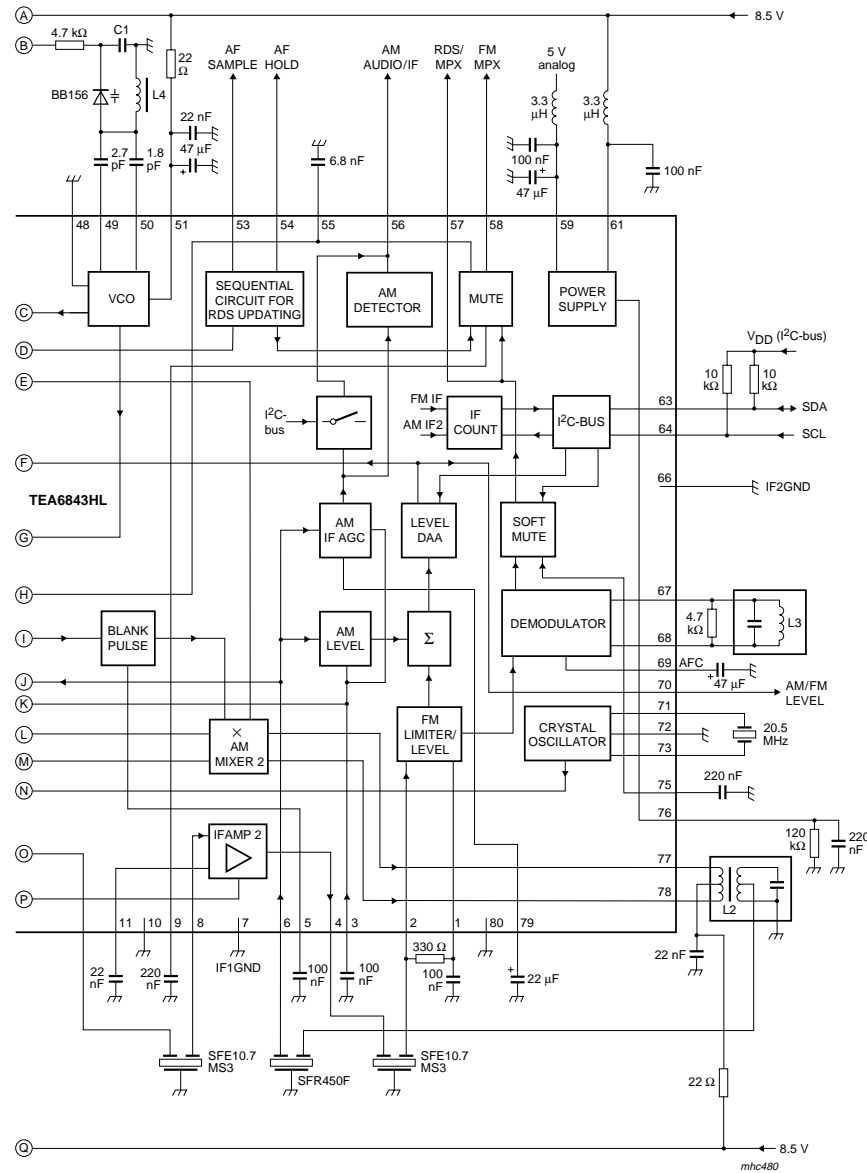 A
8.5 V
B
4.7 kΩ
C1
22
Ω
AF
SAMPLE
AF
HOLD
AM
AUDIO/IF
RDS/
MPX
FM
MPX
5 V
analog
BB156
L4
3.3
μH
3.3
μH
22 nF
47 μF
+
2.7
pF
1.8
pF
6.8 nF
100 nF
47 μF
+
100 nF
48
49
50
51
53
54
55
56
57
58
59
61
VCO
SEQUENTIAL
CIRCUIT FOR
RDS UPDATING
AM
DETECTOR
MUTE
POWER
SUPPLY
C
D
E
VDD (I2C-bus)
10
kΩ
10
kΩ
I2C-
bus
FM IF
AM IF2
IF
COUNT
I2C-BUS
63
SDA
64
SCL
F
66
IF2GND
TEA6843HL
G
AM
IF AGC
LEVEL
DAA
SOFT
MUTE
H
67
DEMODULATOR
4.7
kΩ
L3
68
I
BLANK
PULSE
AM
LEVEL
Σ
69
AFC
+
47 μF
J
70
AM/FM
LEVEL
K
71
L
×
AM
MIXER 2
FM
LIMITER/
LEVEL
CRYSTAL
OSCILLATOR
72
20.5
MHz
M
73
N
75
220 nF
76
O
IFAMP 2
120
kΩ
220
nF
77
P
78
L2
11
10
9
8
7
6
5
4
3
2
1
80
79
IF1GND
22
nF
220
nF
100
nF
100
nF
330 Ω
100
nF
+
22 μF
22 nF
SFE10.7
MS3
SFR450F
SFE10.7
MS3
22 Ω
Q
8.5 V
mhc480